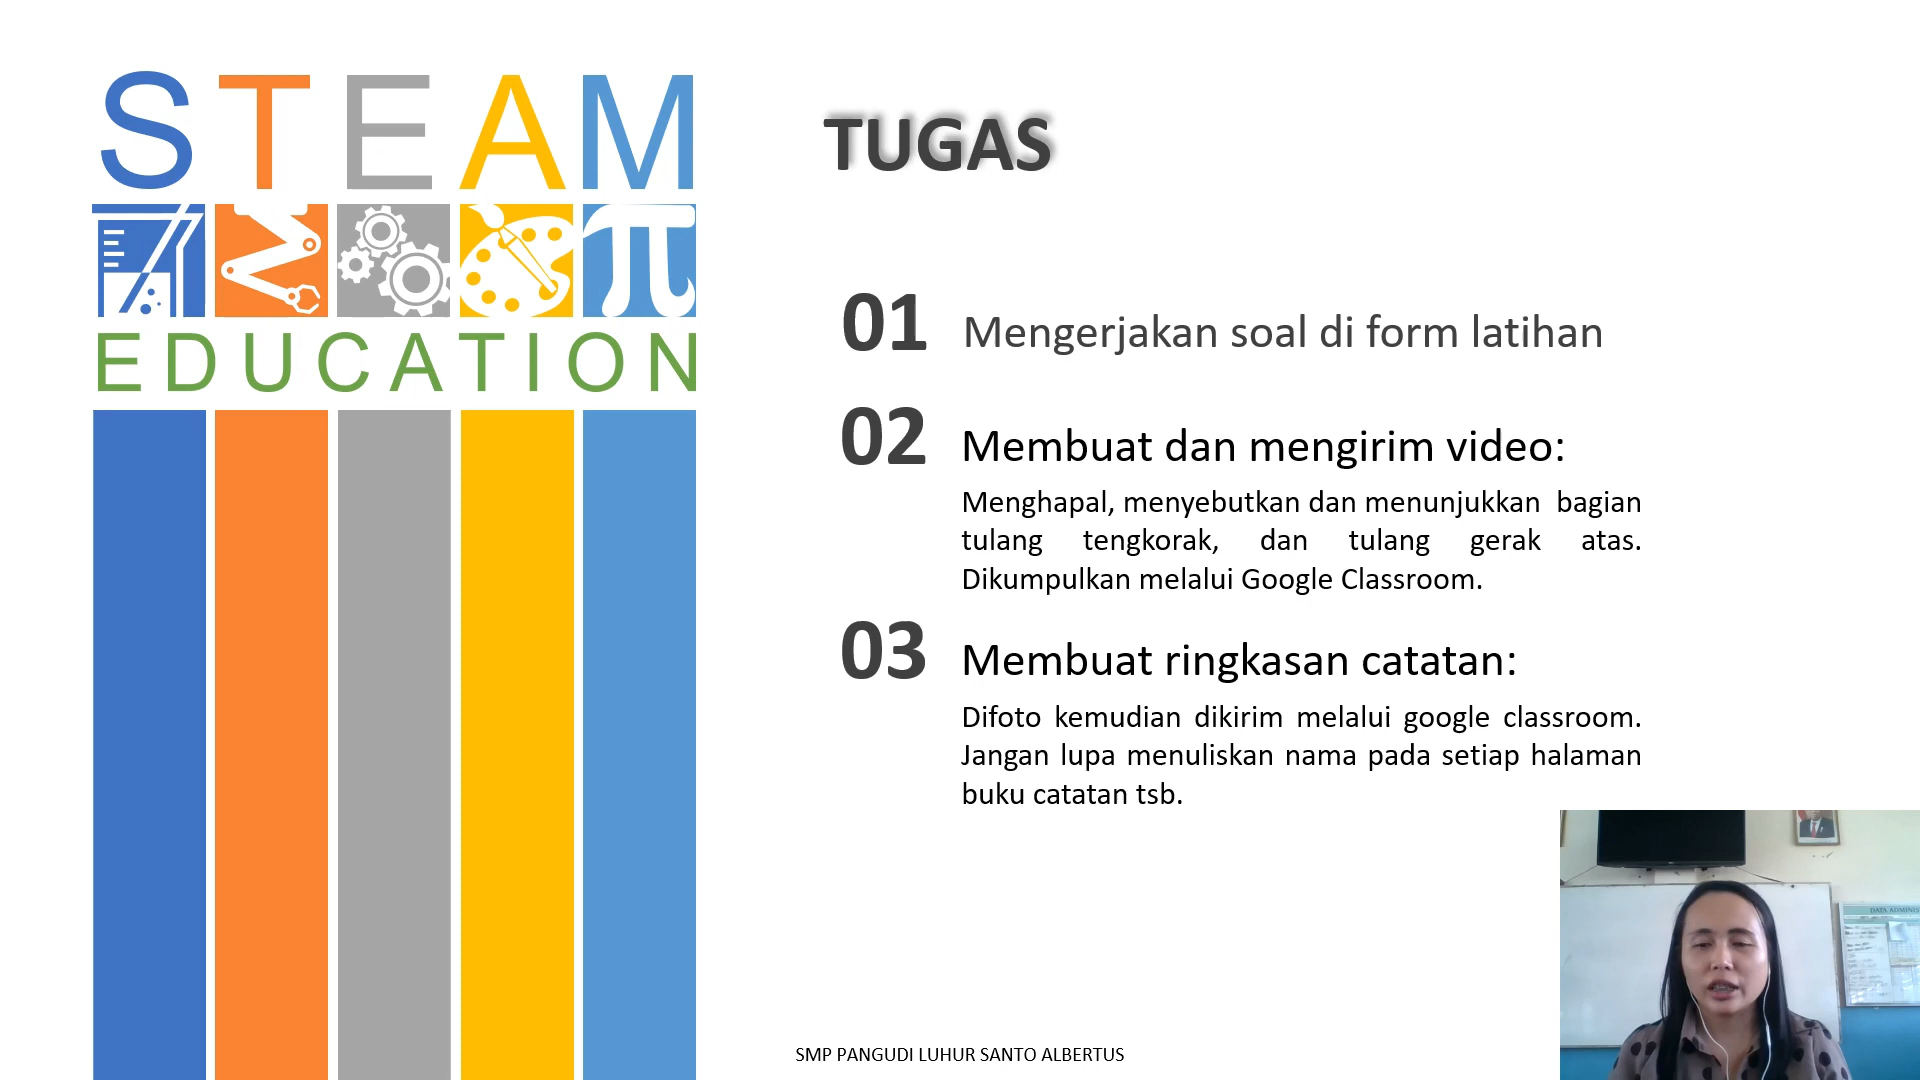 STEAM
EDUCATION
TUGAS
01 Mengerjakan soal di form latihan
02 Membuat dan mengirim video:
Menghapal, menyebutkan dan menunjukkan bagian
tulang tengkorak, dan tulang gerak atas.
Dikumpulkan melalui Google Classroom.
03 Membuat ringkasan catatan:
Difoto kemudian dikirim melalui google classroom.
Jangan lupa menuliskan nama pada setiap halaman
buku catatan tsb.
SMP PANGUDI LUHUR SANTO ALBERTUS
DATA